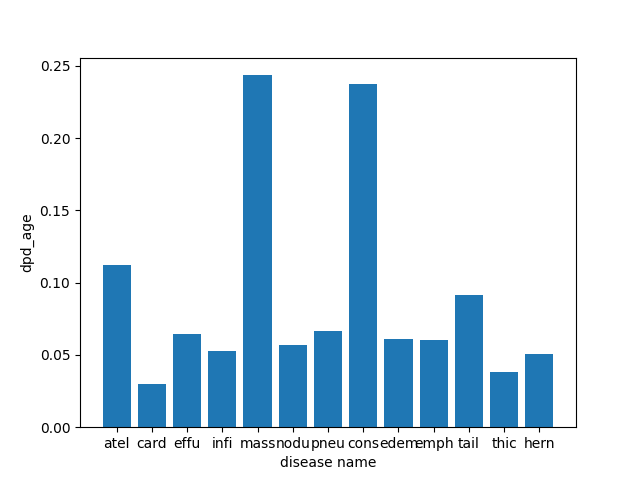 0.25
0.20
0.15
0.10
0.05
0.00
dpd_age
atel card effu infi mass nodu pneu cons edem emph tail thic hern
disease name